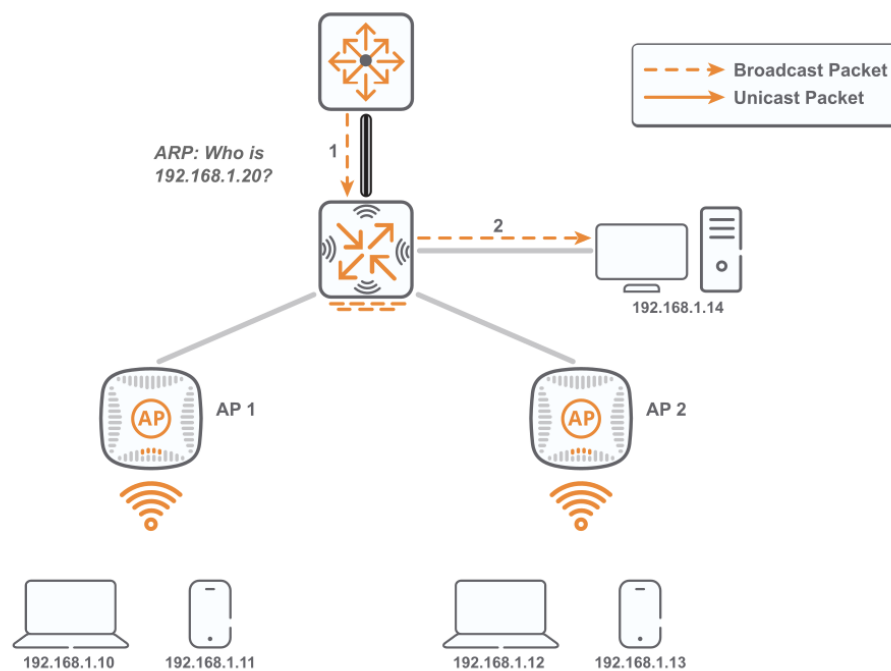 Broadcast Packet
Unicast Packet
ARP: Who is
192.168.1.20?
1
2
192.168.1.14
AP
AP 1
AP
AP 2
192.168.1.10
192.168.1.11
192.168.1.12
192.168.1.13